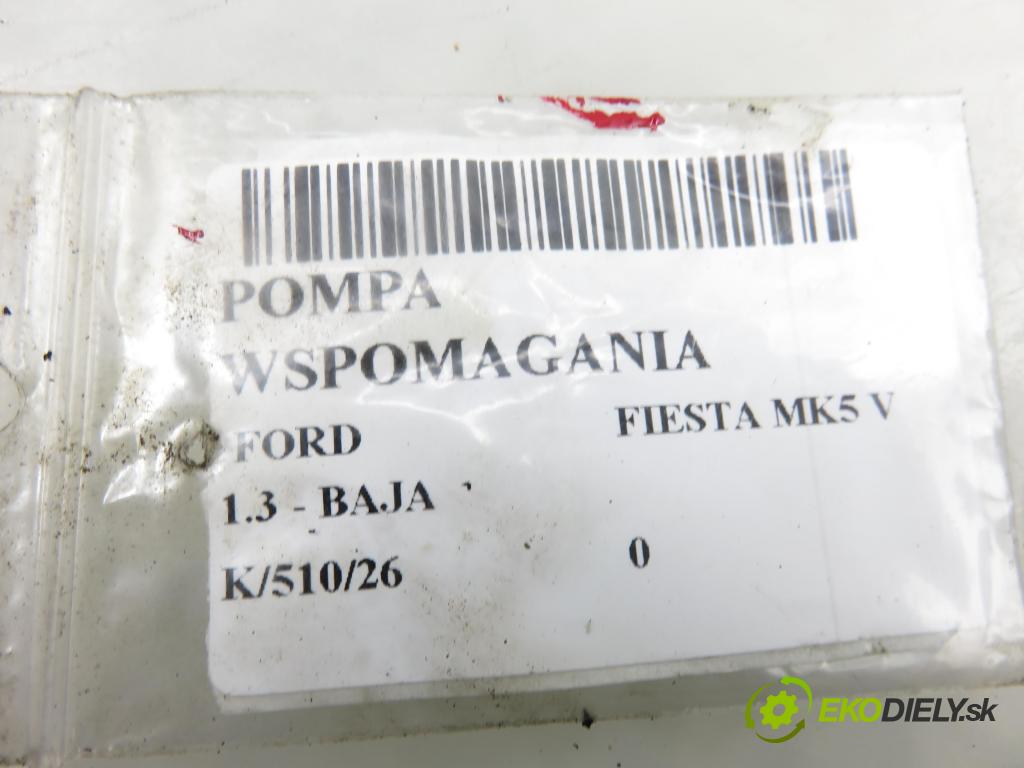 POMPA
WSPOMAGANIA
FORD FIESTA MK5 V
1.3 - BAJA
K/510/26 0
EKODIELY.sk